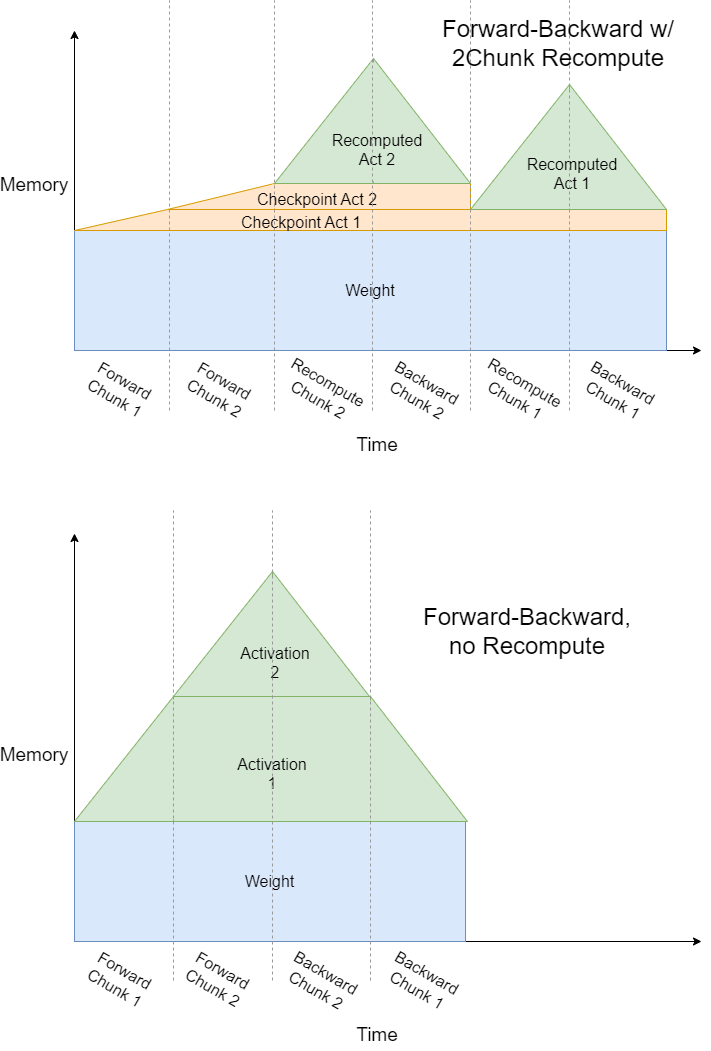 Forward-Backward w/
2Chunk Recompute
Memory
Recomputed
Act 2
Recomputed
Act 1
Checkpoint Act 2
Checkpoint Act 1
Weight
Forward
Chunk 1
Forward
Chunk 2
Recompute
Chunk 2
Backward
Chunk 2
Recompute
Chunk 1
Backward
Chunk 1
Time
Forward-Backward,
no Recompute
Memory
Activation
2
Activation
1
Weight
Forward
Chunk 1
Forward
Chunk 2
Backward
Chunk 2
Backward
Chunk 1
Time